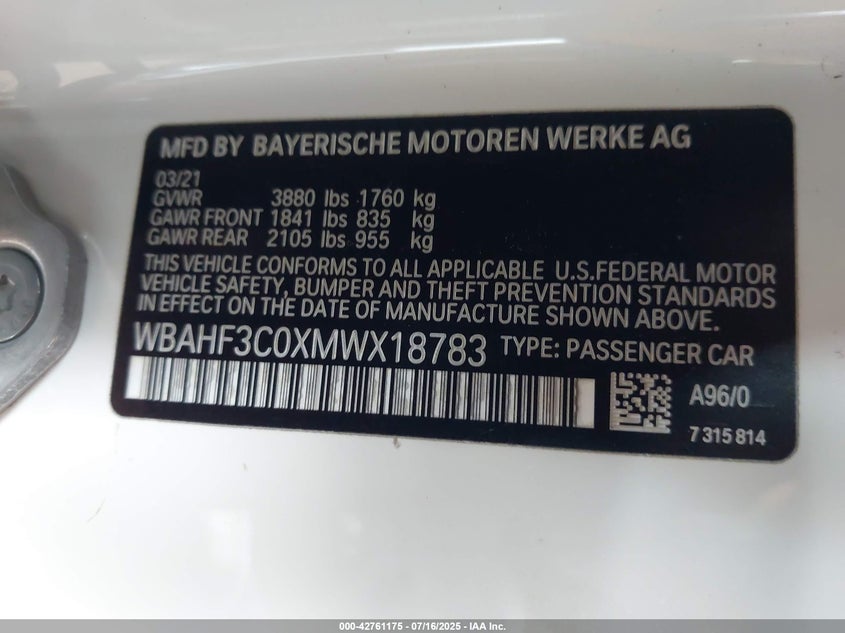 MFD BY BAYERISCHE MOTOREN WERKE AG
03/21
GVWR 3880 lbs 1760 kg
GAWR FRONT 1841 lbs 835 kg
GAWR REAR 2105 lbs 955 kg
THIS VEHICLE CONFORMS TO ALL APPLICABLE U.S.FEDERAL MOTOR
VEHICLE SAFETY, BUMPER AND THEFT PREVENTION STANDARDS
IN EFFECT ON THE DATE OF MANUFACTURE SHOWN ABOVE.
WBAHF3C0XMWX18783 TYPE: PASSENGER CAR
A96/0
7 315 814
000-42761175 - 07/16/2025 - IAA Inc.